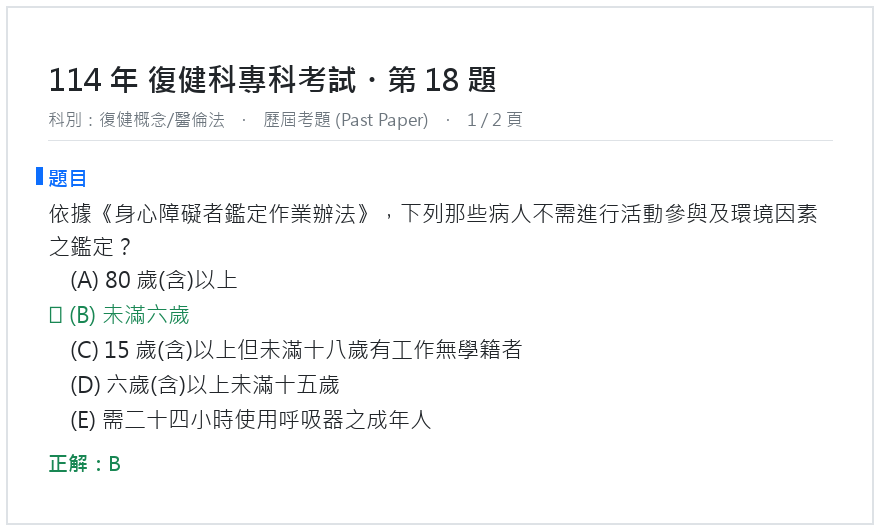 114 年 復健科專科考試・第 18 題
科別：復健概念/醫倫法 · 歷屆考題 (Past Paper) · 1 / 2 頁
題目
依據《身心障礙者鑑定作業辦法》，下列那些病人不需進行活動參與及環境因素
之鑑定？
(A) 80 歲(含)以上
(B) 未滿六歲
(C) 15 歲(含)以上但未滿十八歲有工作無學籍者
(D) 六歲(含)以上未滿十五歲
(E) 需二十四小時使用呼吸器之成年人
正解：B